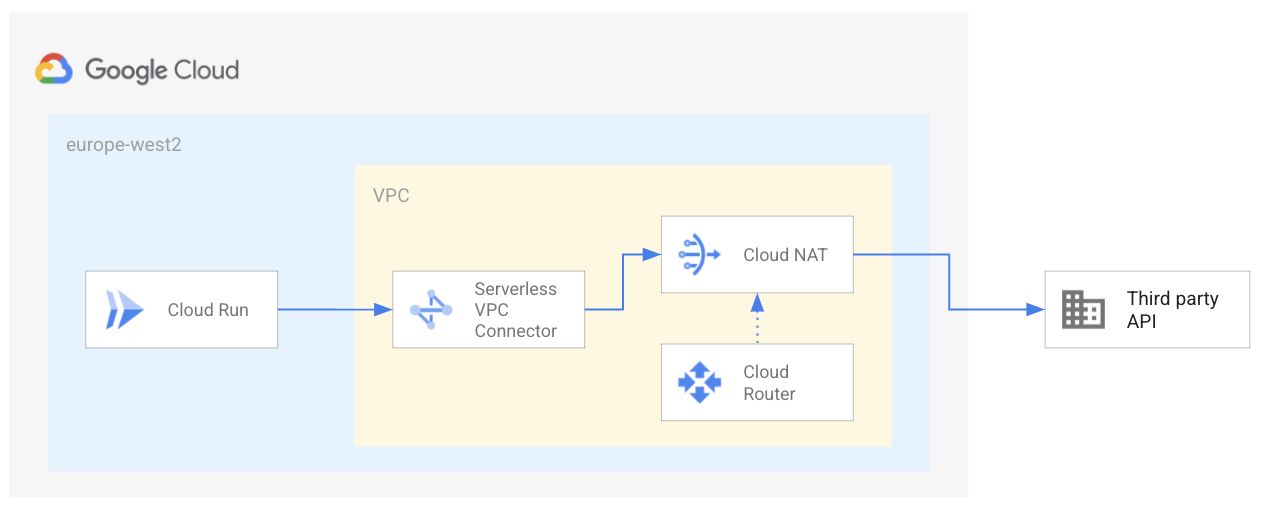 Google Cloud
europe-west2
VPC
Cloud Run
Serverless
VPC
Connector
Cloud NAT
Cloud
Router
Third party
API